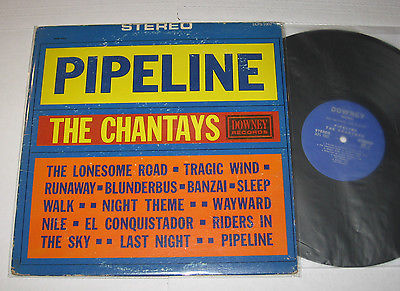 STEREO
PIPELINE
THE CHANTAYS
DOWNEY
RECORDS
THE LONESOME ROAD ▪ TRAGIC WIND ▪
RUNAWAY ▪ BLUNDERBUS ▪ BANZAI ▪ SLEEP
WALK ▪ ▪ NIGHT THEME ▪ ▪ WAYWARD
NILE ▪ EL CONQUISTADOR ▪ RIDERS IN
THE SKY ▪ ▪ LAST NIGHT ▪ ▪ PIPELINE
DOWNEY